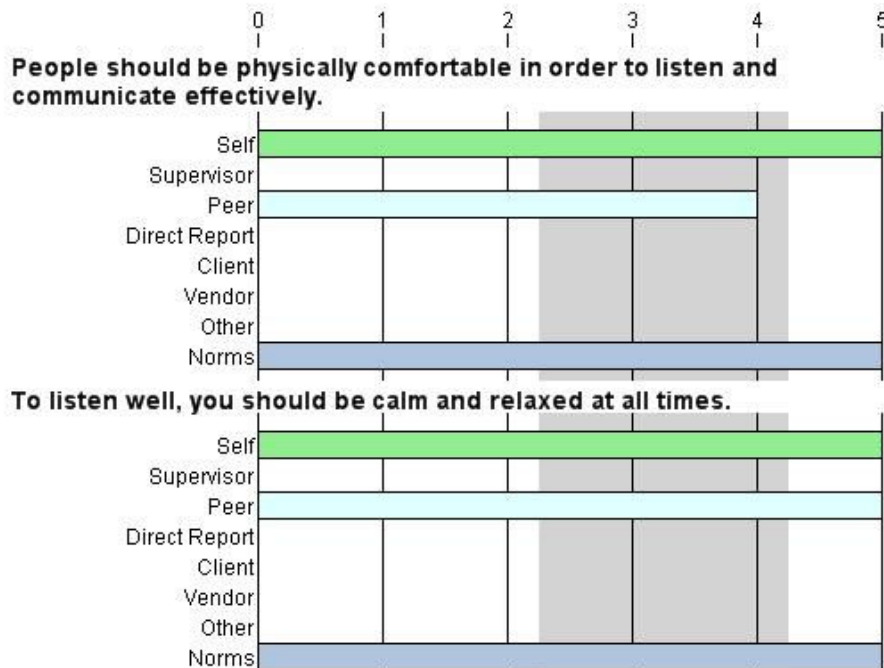 0 1 2 3 4 5
People should be physically comfortable in order to listen and
communicate effectively.
Self
Supervisor
Peer
Direct Report
Client
Vendor
Other
Norms
To listen well, you should be calm and relaxed at all times.
Self
Supervisor
Peer
Direct Report
Client
Vendor
Other
Norms